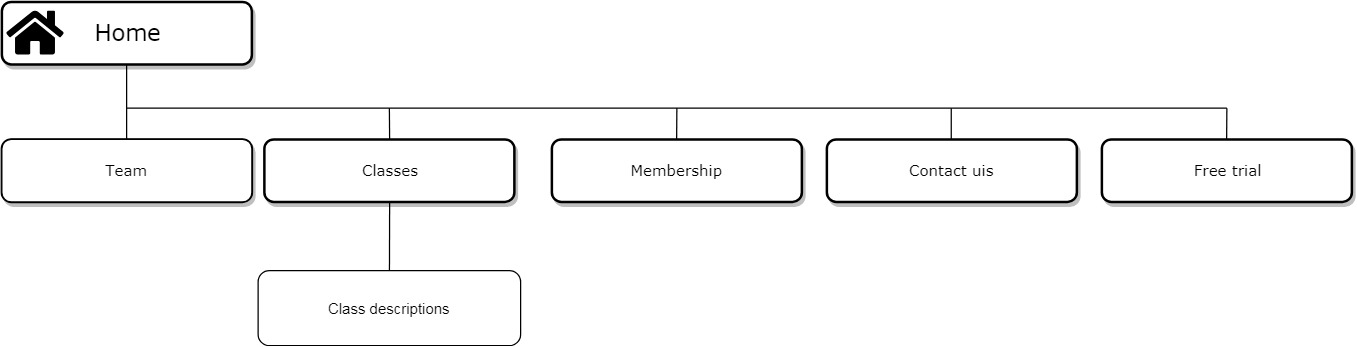 Home
Team
Classes
Membership
Contact uis
Free trial
Class descriptions